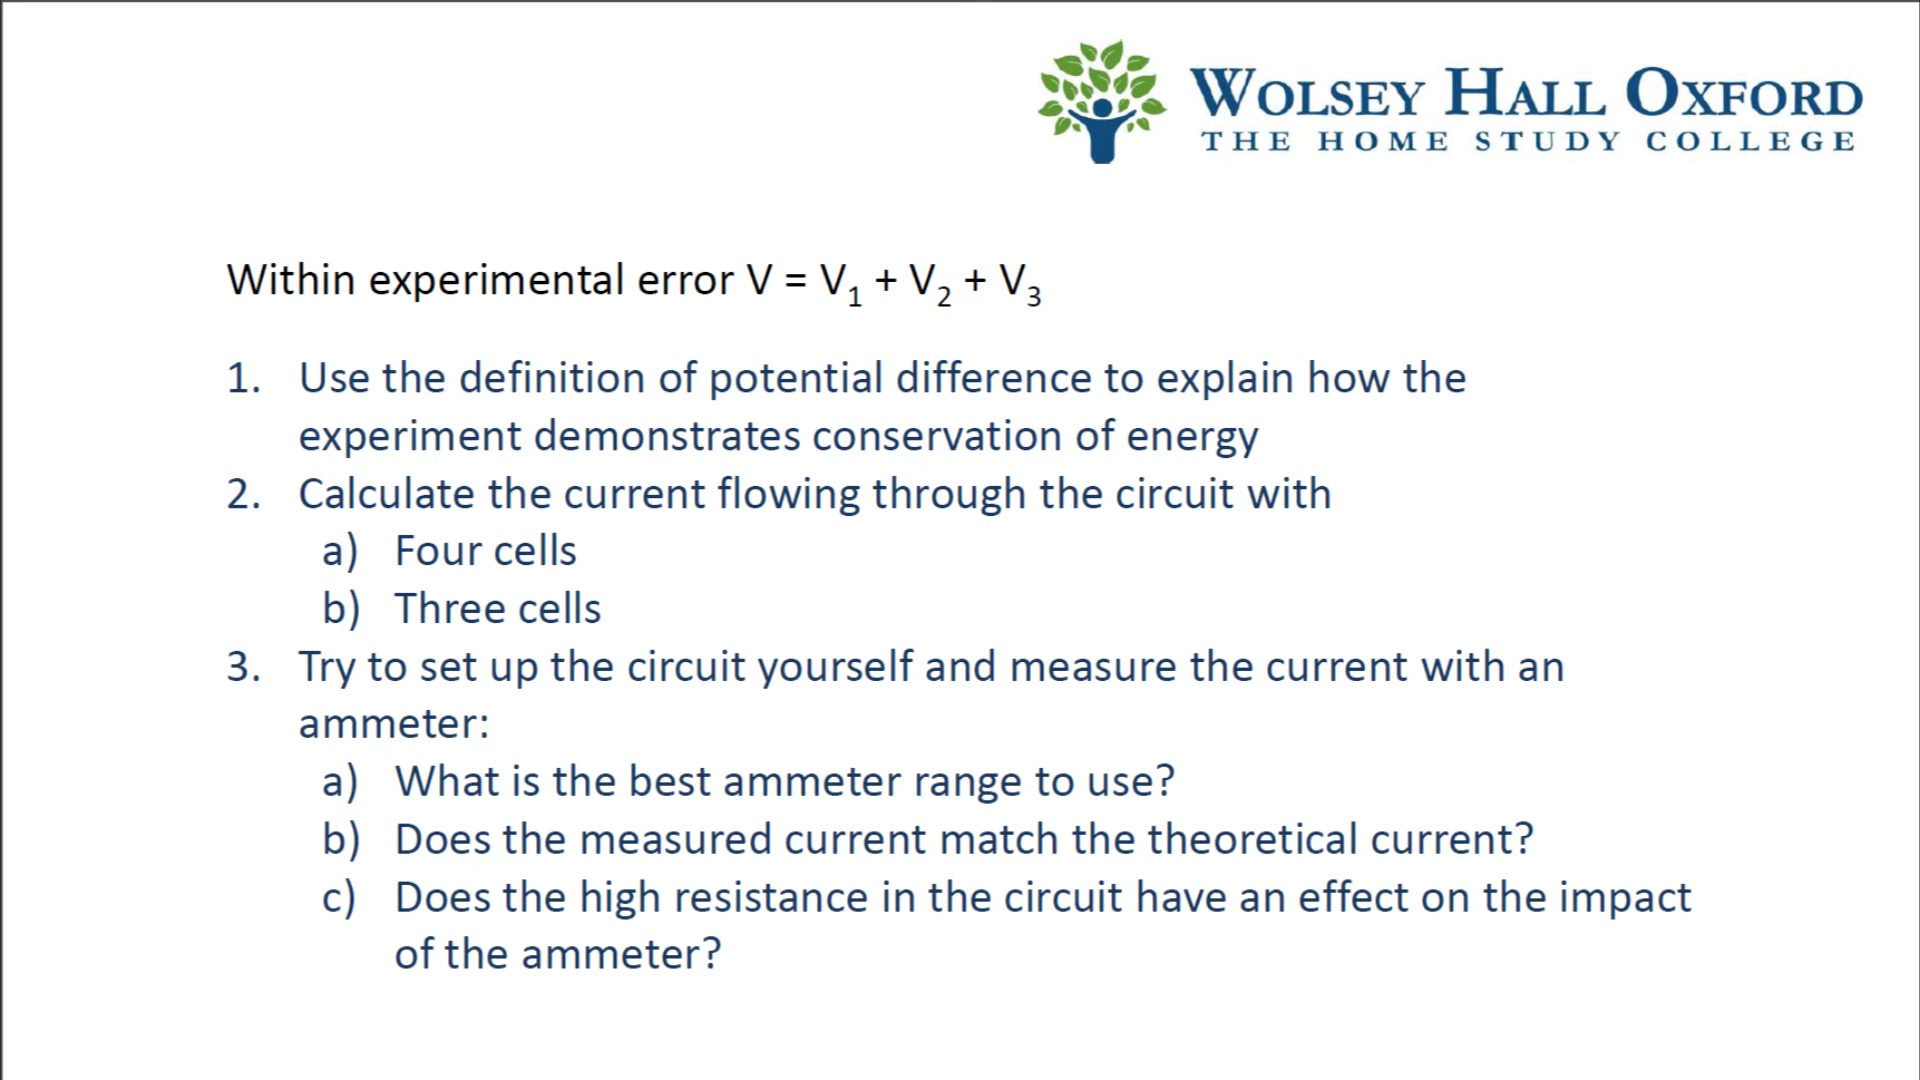 WOLSEY HALL OXFORD
THE HOME STUDY COLLEGE
Within experimental error V = V₁ + V₂ + V₃
1. Use the definition of potential difference to explain how the
experiment demonstrates conservation of energy
2. Calculate the current flowing through the circuit with
a) Four cells
b) Three cells
3. Try to set up the circuit yourself and measure the current with an
ammeter:
a) What is the best ammeter range to use?
b) Does the measured current match the theoretical current?
c) Does the high resistance in the circuit have an effect on the impact
of the ammeter?